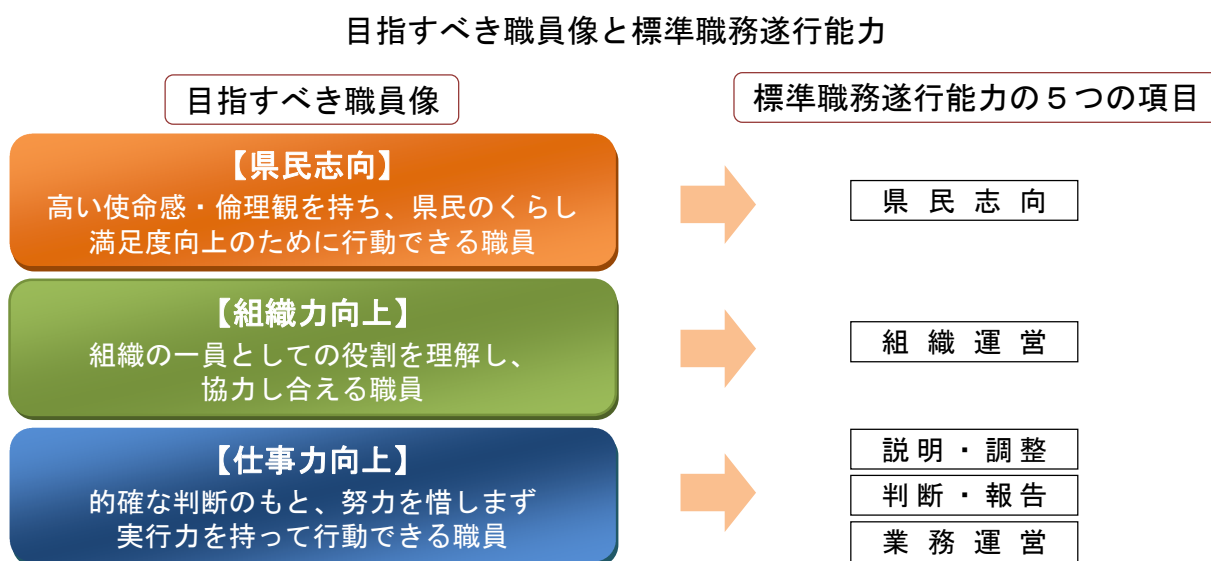 目指すべき職員像と標準職務遂行能力
目指すべき職員像
標準職務遂行能力の５つの項目
【県民志向】
高い使命感・倫理観を持ち、県民のくらし
満足度向上のために行動できる職員
県民志向
【組織力向上】
組織の一員としての役割を理解し、
協力し合える職員
組織運営
【仕事力向上】
的確な判断のもと、努力を惜しまず
実行力を持って行動できる職員
説明・調整
判断・報告
業務運営